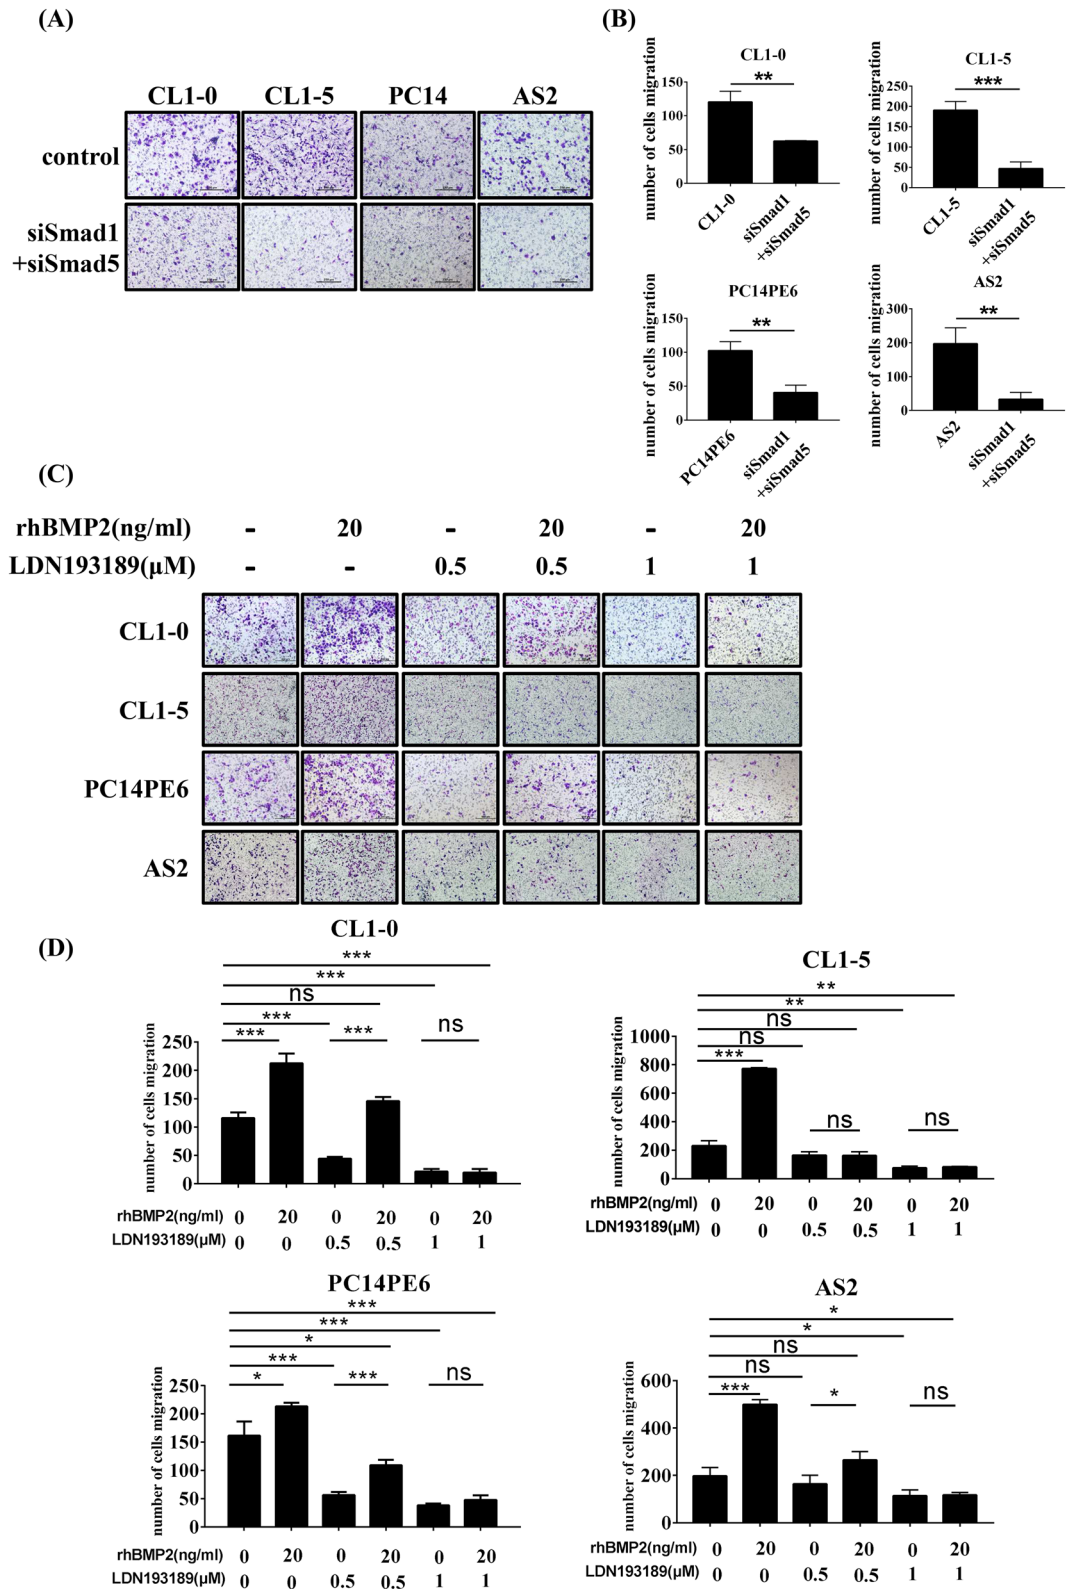 (A)
CL1-0 CL1-5 PC14 AS2
control
siSmad1
+siSmad5
(B)
CL1-0
number of cells migration
150
100
50
0
**
CL1-0
siSmad1
+siSmad5
CL1-5
number of cells migration
250
200
150
100
50
0
***
CL1-5
siSmad1
+siSmad5
PC14PE6
number of cells migration
150
100
50
0
**
PC14PE6
siSmad1
+siSmad5
AS2
number of cells migration
300
200
100
0
**
AS2
siSmad1
+siSmad5
(C)
rhBMP2(ng/ml) - 20 - 20 - 20
LDN193189(µM) - - 0.5 0.5 1 1
CL1-0
CL1-5
PC14PE6
AS2
(D)
CL1-0
***
***
ns
***
***
***
ns
number of cells migration
250
200
150
100
50
0
rhBMP2(ng/ml) 0 20 0 20 0 20
LDN193189(µM) 0 0 0.5 0.5 1 1
CL1-5
**
**
ns
ns
***
ns
ns
number of cells migration
1000
800
600
400
200
0
rhBMP2(ng/ml) 0 20 0 20 0 20
LDN193189(µM) 0 0 0.5 0.5 1 1
PC14PE6
***
***
*
***
*
***
ns
number of cells migration
250
200
150
100
50
0
rhBMP2(ng/ml) 0 20 0 20 0 20
LDN193189(µM) 0 0 0.5 0.5 1 1
AS2
*
*
ns
ns
***
*
ns
number of cells migration
600
400
200
0
rhBMP2(ng/ml) 0 20 0 20 0 20
LDN193189(µM) 0 0 0.5 0.5 1 1